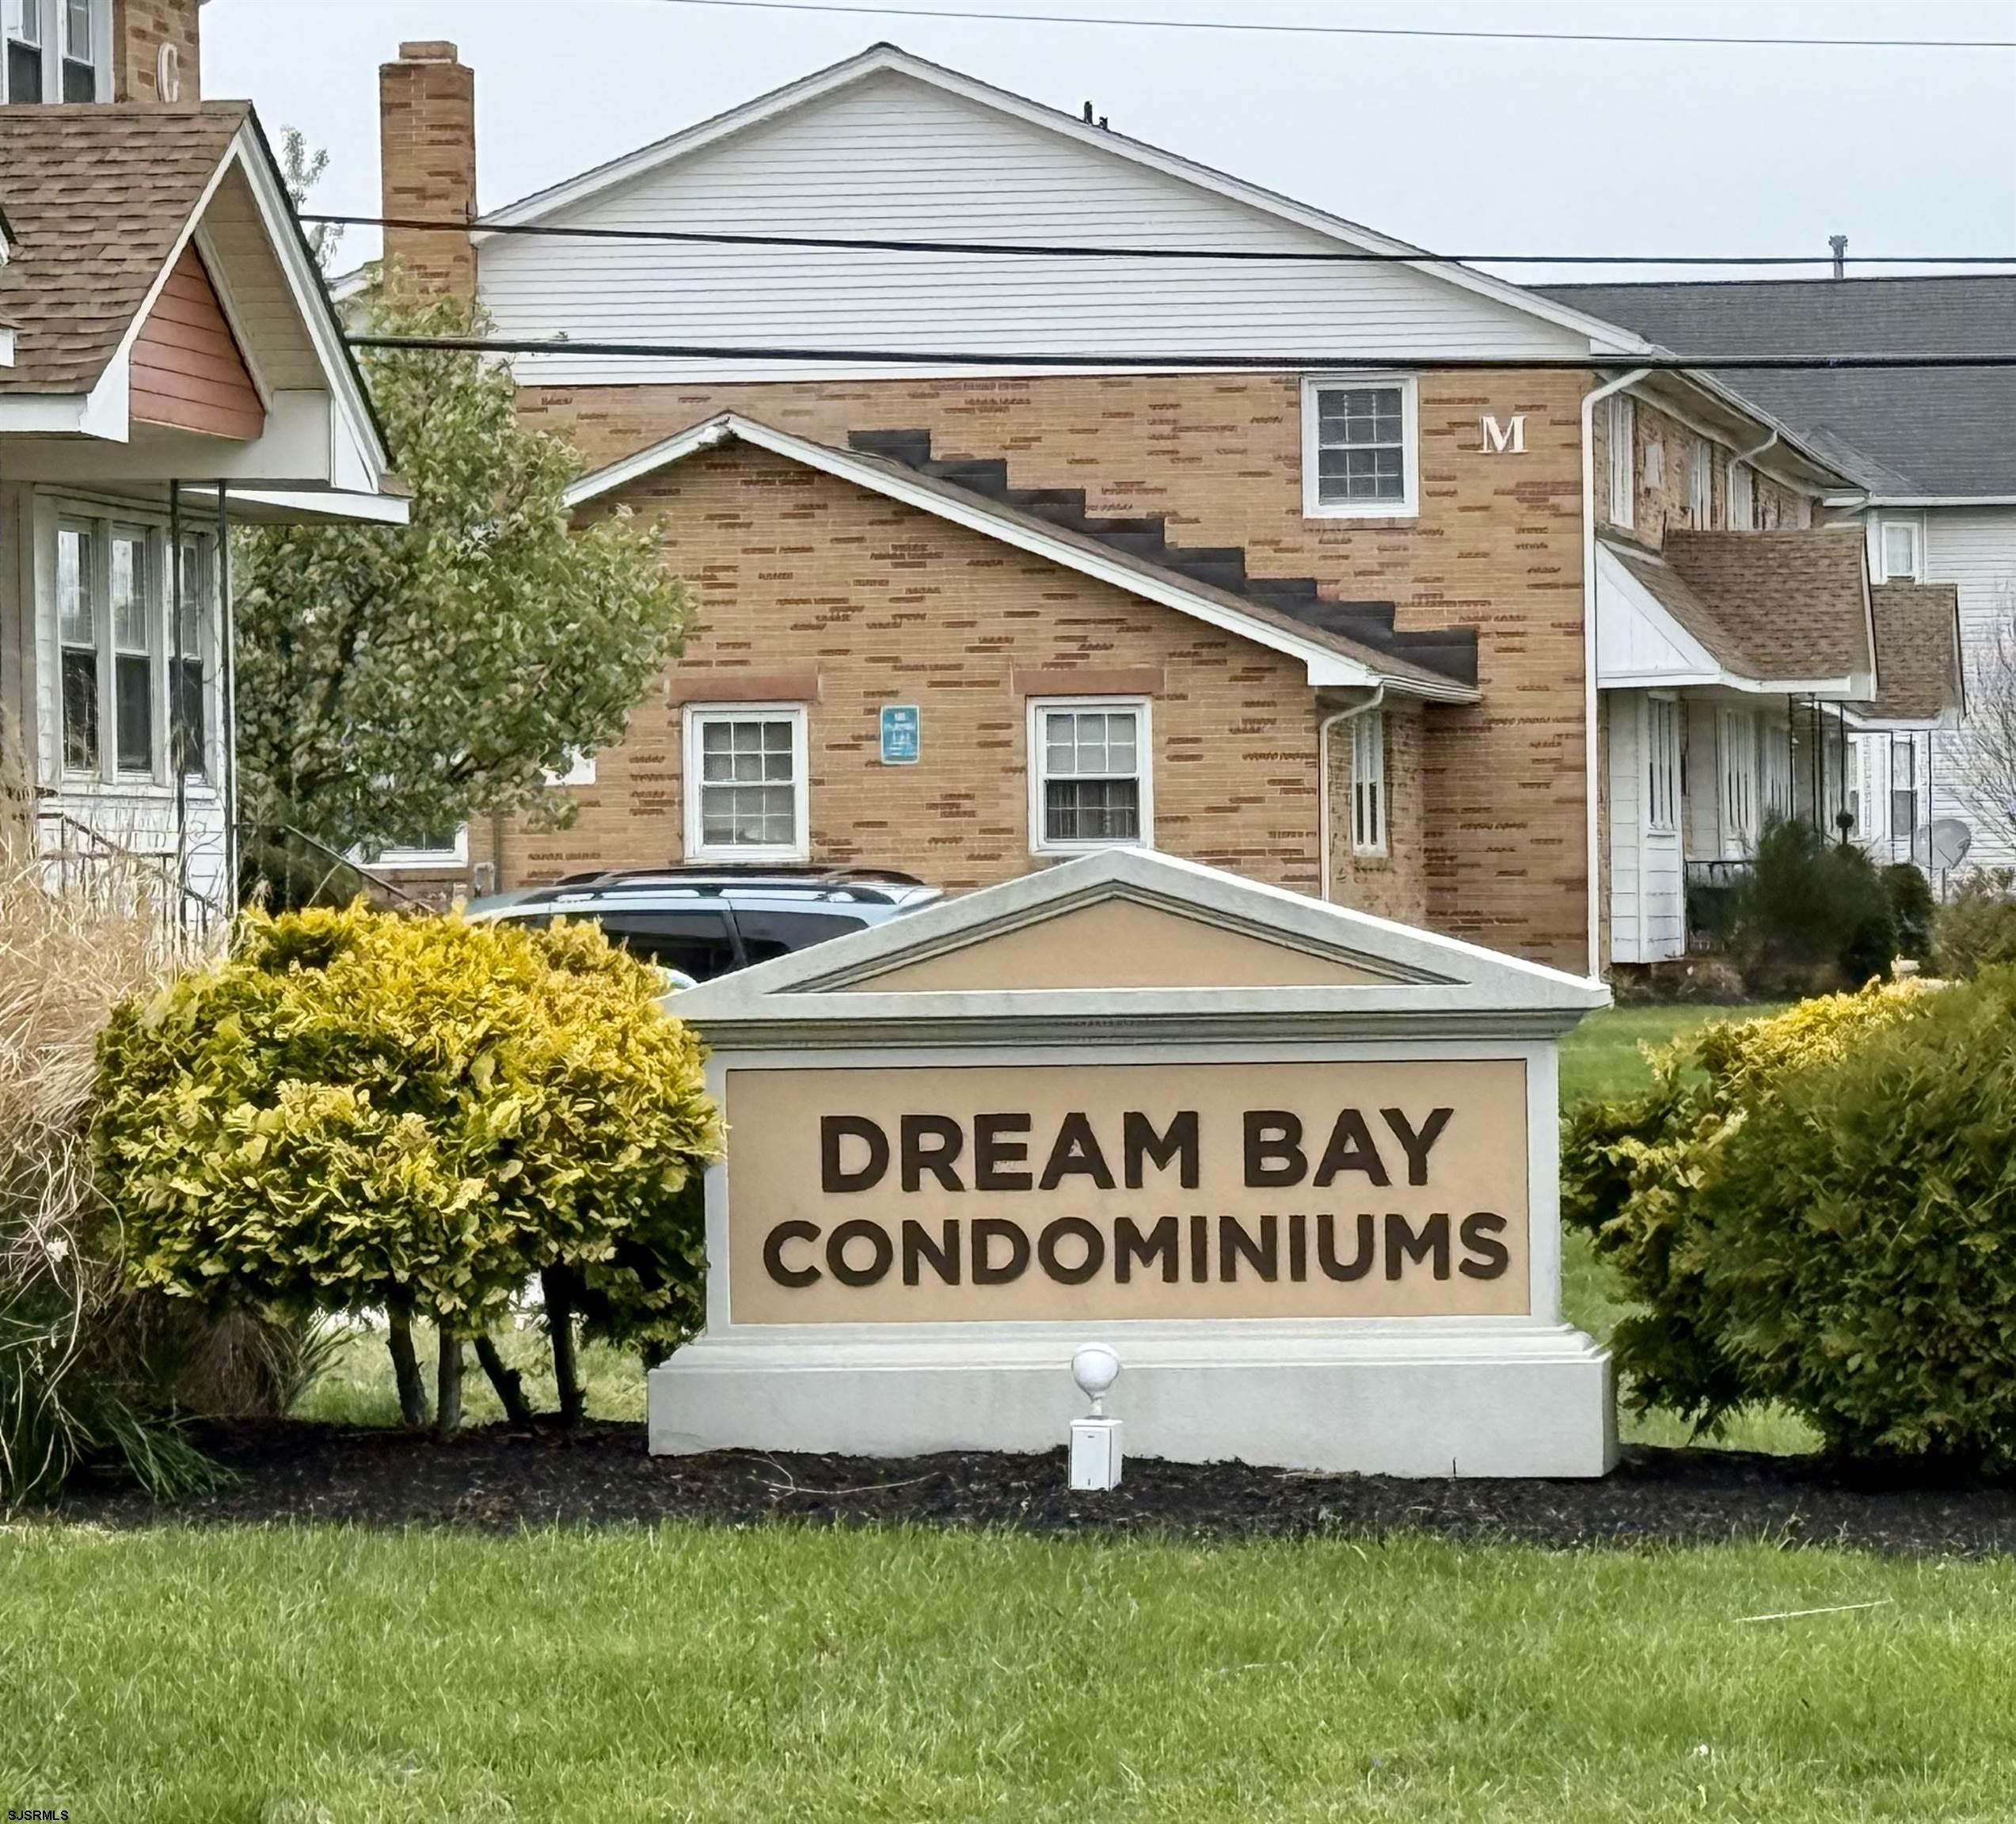 G
M
DREAM BAY
CONDOMINIUMS
SJSRMLS